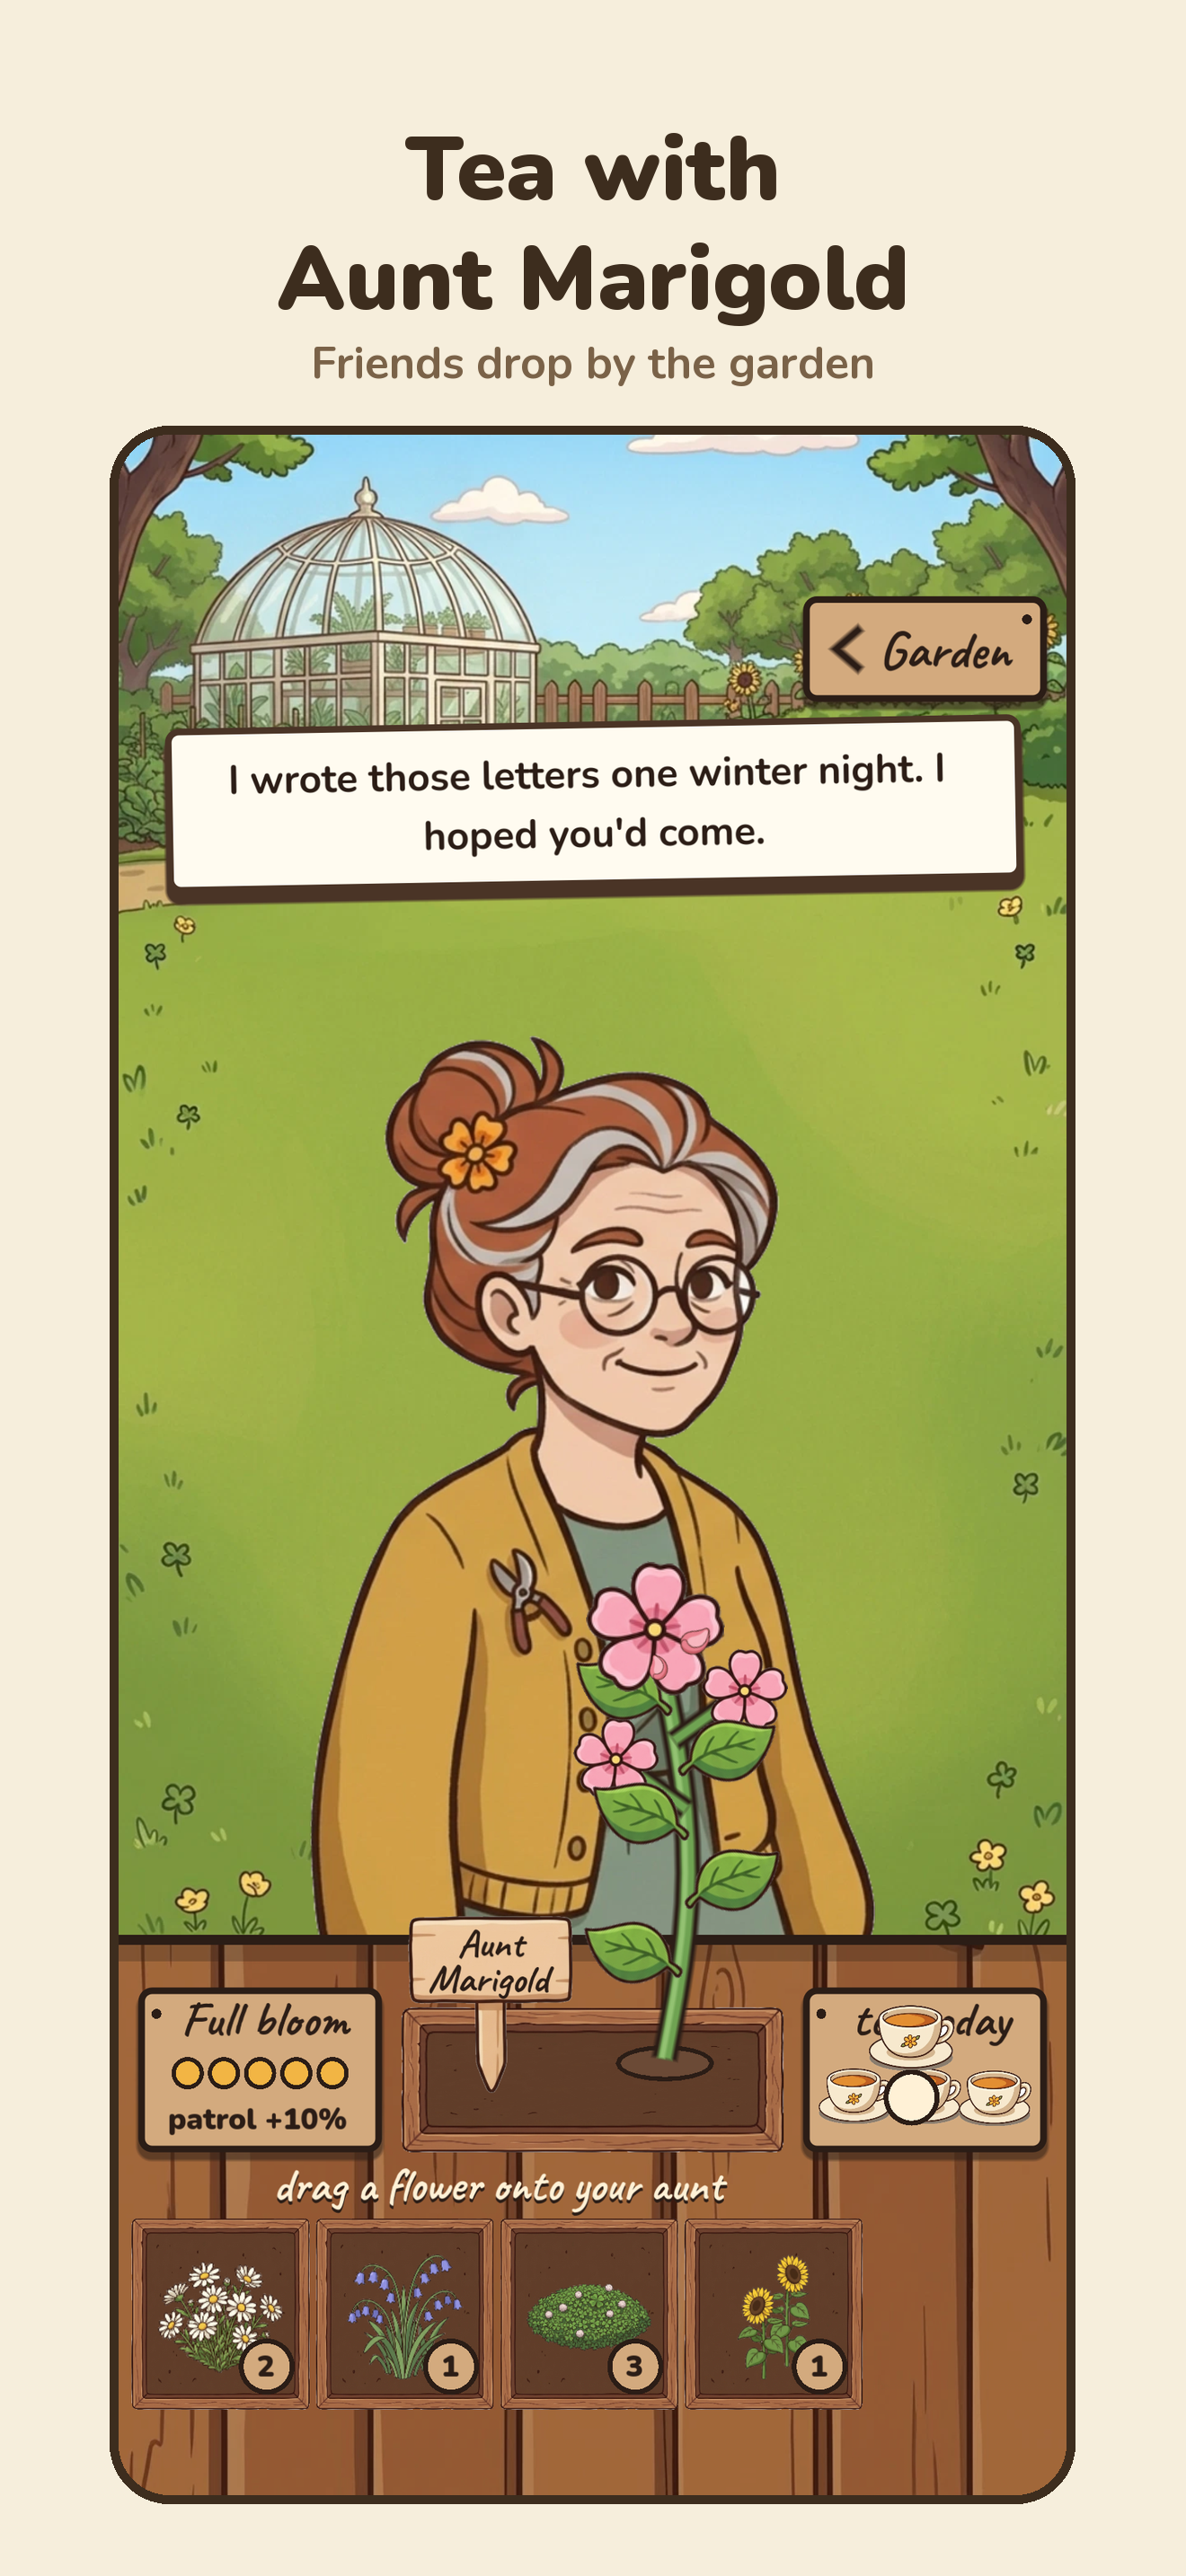 Tea with
Aunt Marigold
Friends drop by the garden
Garden
I wrote those letters one winter night. I
hoped you'd come.
Aunt
Marigold
Full bloom
patrol +10%
drag a flower onto your aunt
2
1
3
1